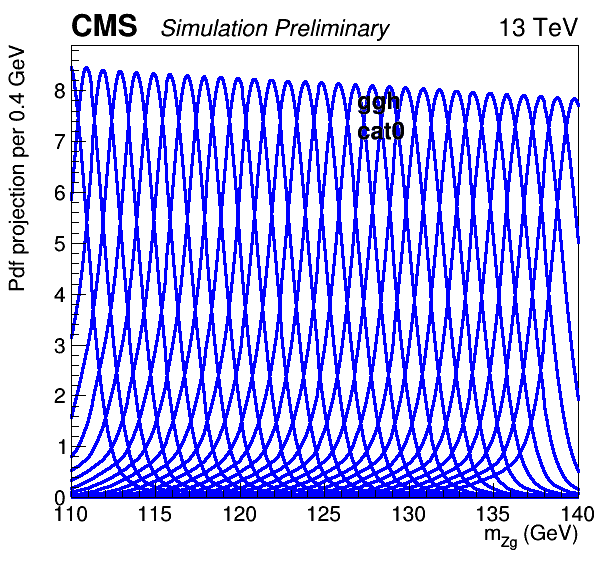 CMS Simulation Preliminary 13 TeV
Pdf projection per 0.4 GeV
8
7
6
5
4
3
2
1
0
ggh
cat0
110 115 120 125 130 135 140
m_Zg (GeV)